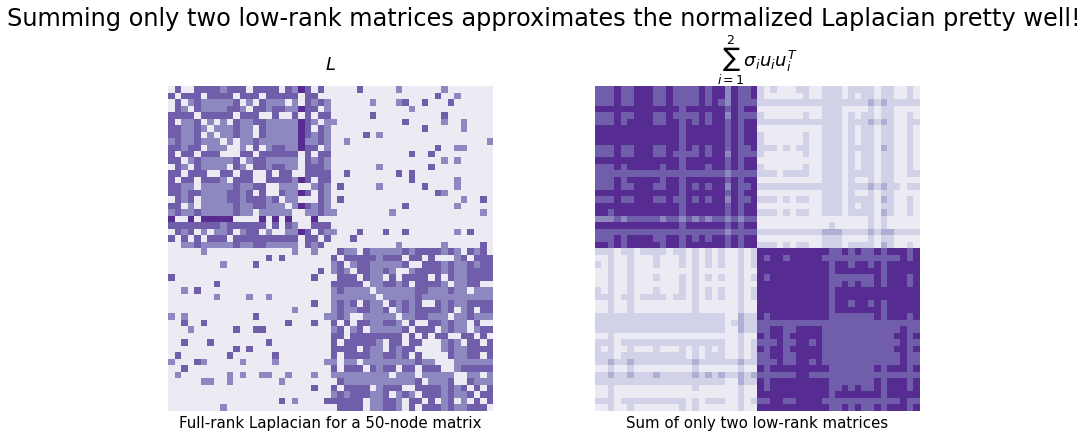 Summing only two low-rank matrices approximates the normalized Laplacian pretty well!
L
2
∑ σᵢuᵢuᵢᵀ
i = 1
Full-rank Laplacian for a 50-node matrix
Sum of only two low-rank matrices